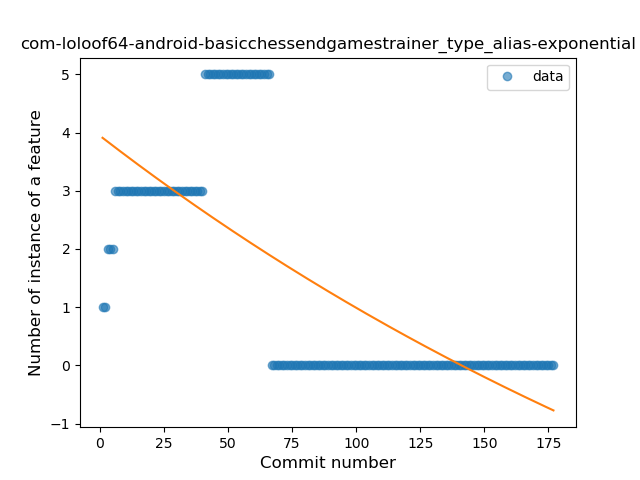 com-loloof64-android-basicchessendgamestrainer_type_alias-exponential
data
Number of instance of a feature
5
4
3
2
1
0
−1
0 25 50 75 100 125 150 175
Commit number